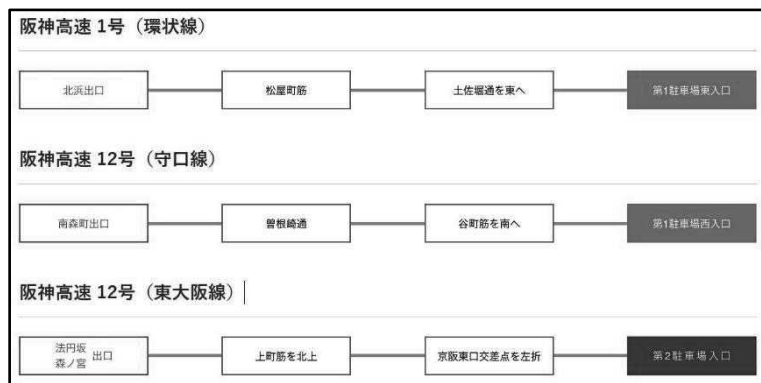 阪神高速 1号（環状線）
北浜出口 松屋町筋 土佐堀通を東へ 第1駐車場東入口
阪神高速 12号（守口線）
南森町出口 曽根崎通 谷町筋を南へ 第1駐車場西入口
阪神高速 12号（東大阪線）
法円坂
森ノ宮 出口 上町筋を北上 京阪東口交差点を左折 第2駐車場入口